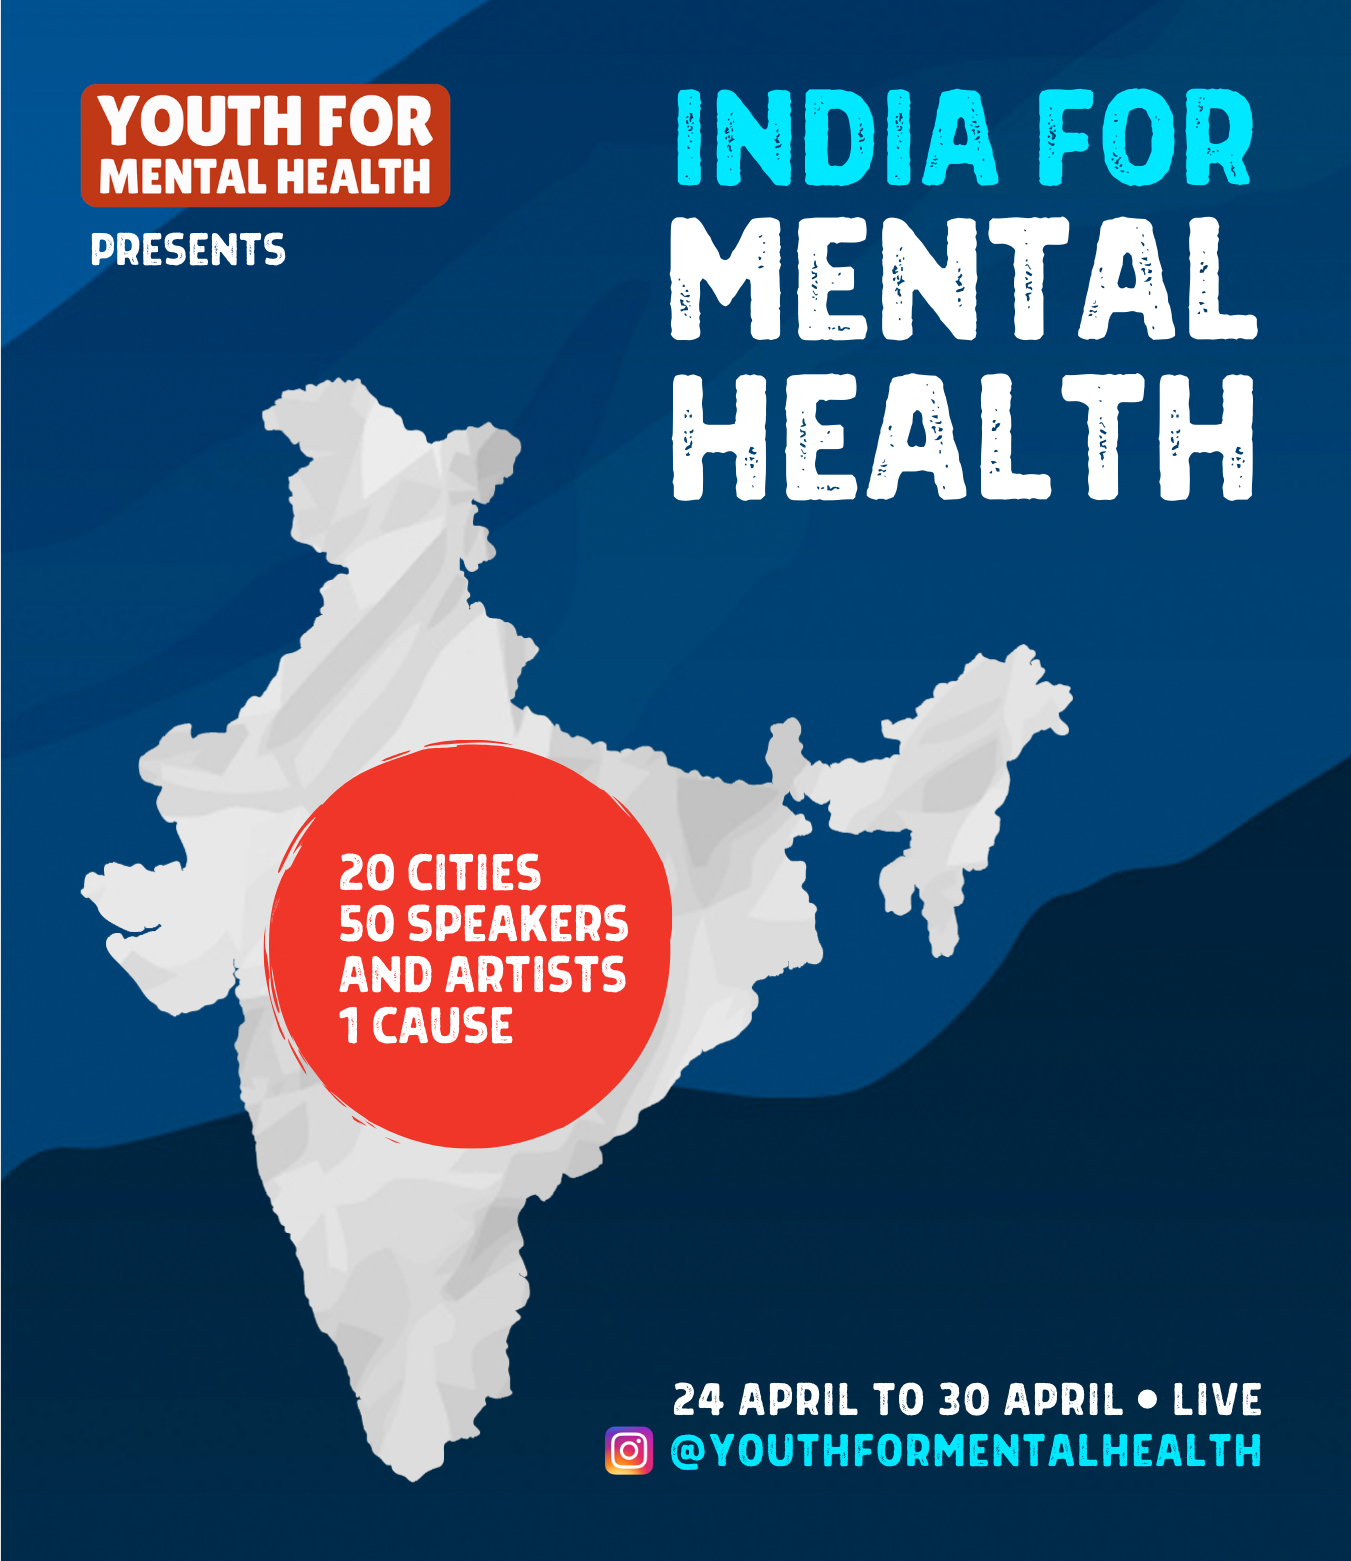 YOUTH FOR
MENTAL HEALTH
PRESENTS
INDIA FOR
MENTAL
HEALTH
20 CITIES
50 SPEAKERS
AND ARTISTS
1 CAUSE
24 APRIL TO 30 APRIL • LIVE
@YOUTHFORMENTALHEALTH